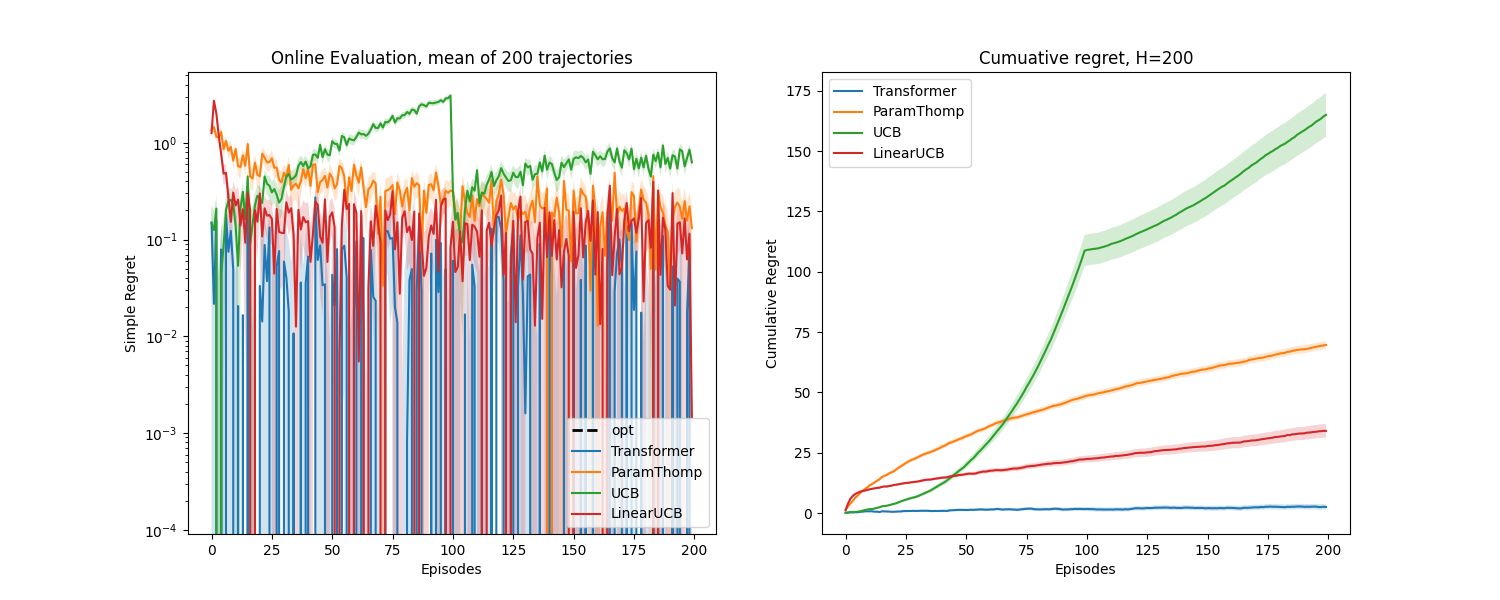 Online Evaluation, mean of 200 trajectories
Simple Regret
10^0
10^-1
10^-2
10^-3
10^-4
opt
Transformer
ParamThomp
UCB
LinearUCB
0 25 50 75 100 125 150 175 200
Episodes
Cumuative regret, H=200
Cumulative Regret
175
150
125
100
75
50
25
0
Transformer
ParamThomp
UCB
LinearUCB
0 25 50 75 100 125 150 175 200
Episodes